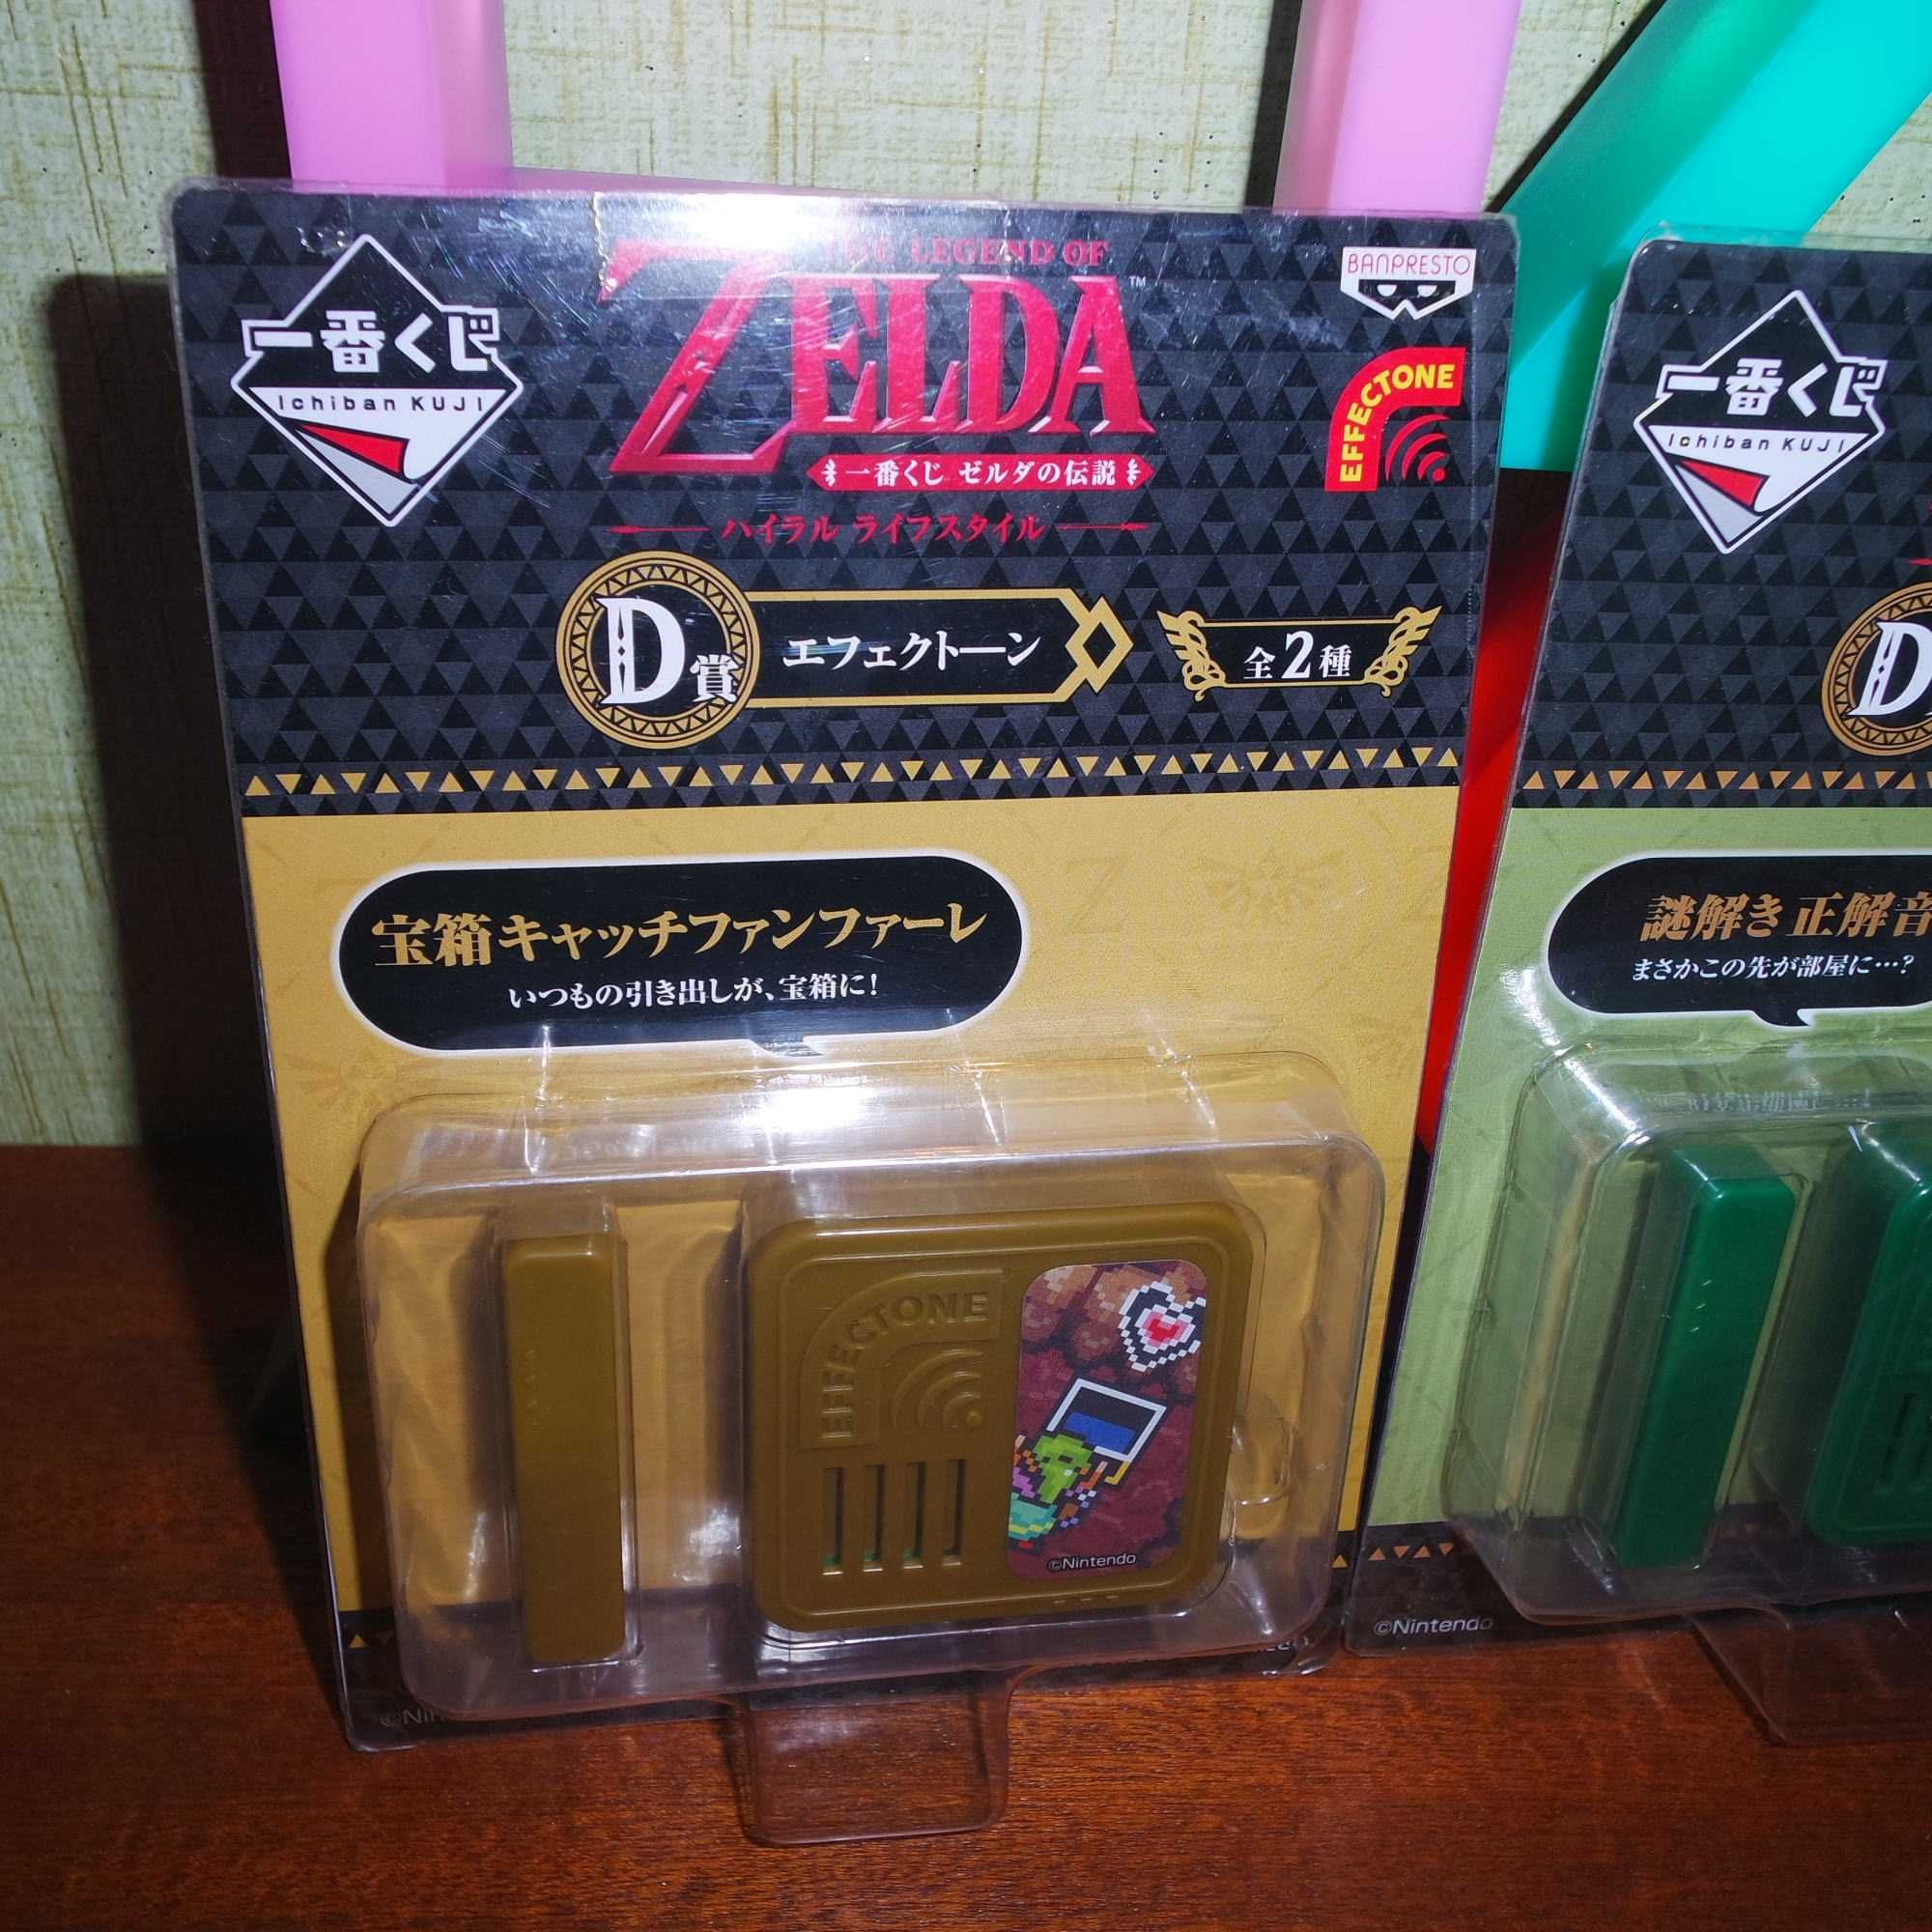 一番くじ
Ichiban KUJI
THE LEGEND OF
ZELDA™
一番くじ ゼルダの伝説
ハイラル ライフスタイル
BANPRESTO
EFFECTONE
D賞 エフェクトーン
全2種
宝箱キャッチファンファーレ
いつもの引き出しが、宝箱に!
EFFECTONE
©Nintendo
一番くじ
Ichiban KUJI
D
謎解き正解音
まさかこの先が部屋に…?
©Nintendo